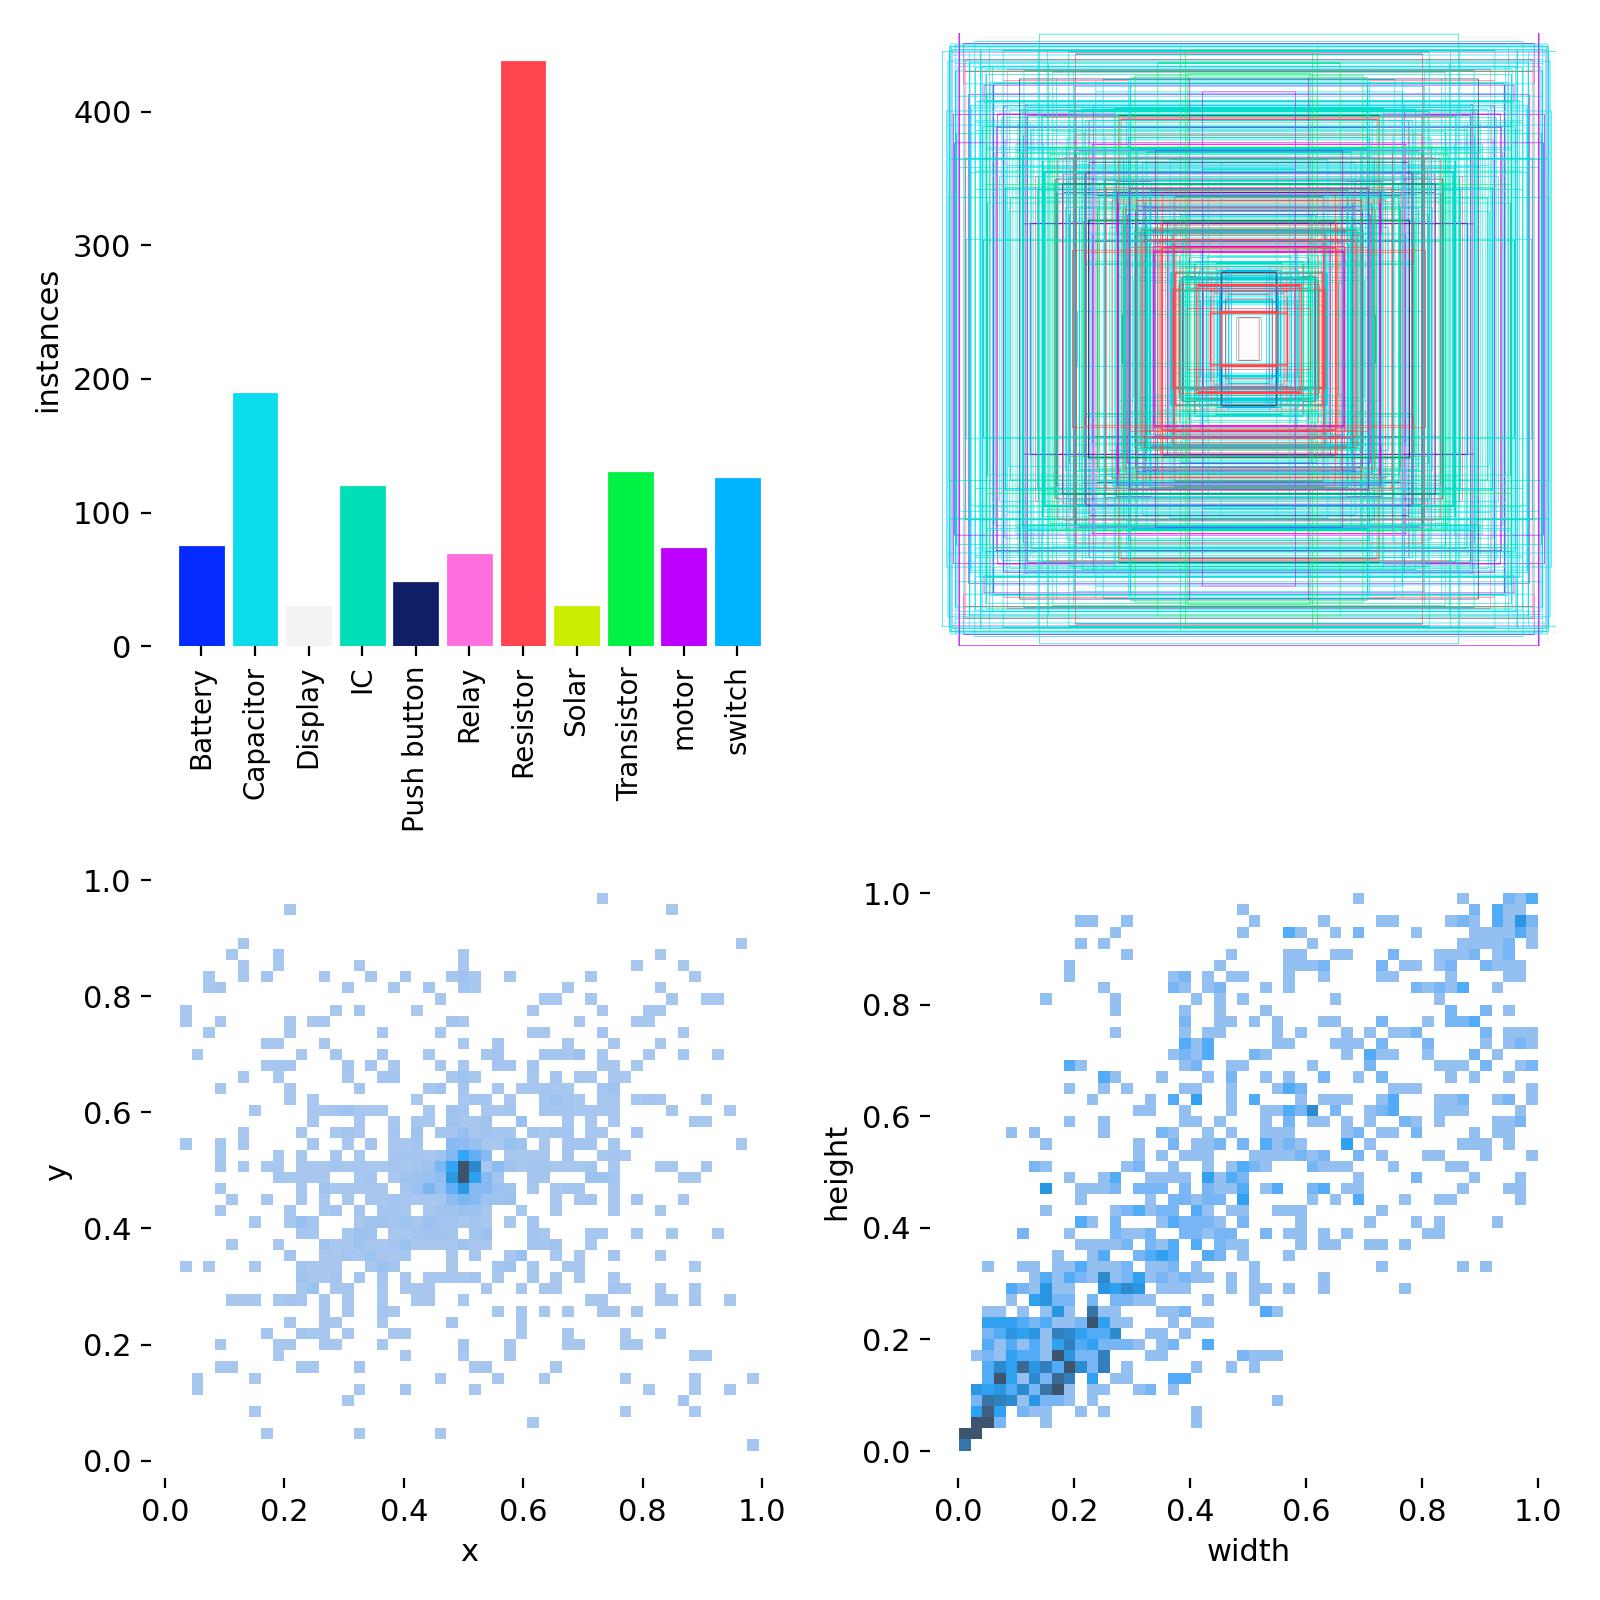 instances
400
300
200
100
0
Battery
Capacitor
Display
IC
Push button
Relay
Resistor
Solar
Transistor
motor
switch
y
1.0
0.8
0.6
0.4
0.2
0.0
0.0 0.2 0.4 0.6 0.8 1.0
x
height
1.0
0.8
0.6
0.4
0.2
0.0
0.0 0.2 0.4 0.6 0.8 1.0
width